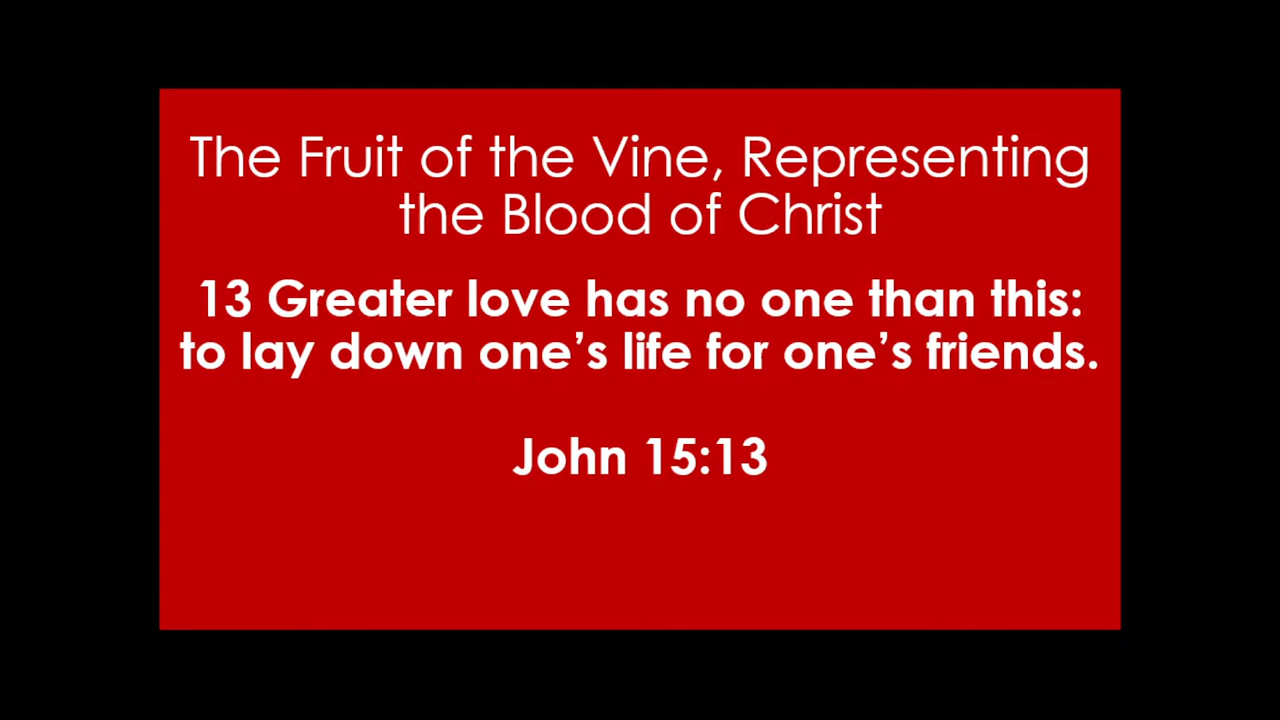 The Fruit of the Vine, Representing
the Blood of Christ
13 Greater love has no one than this:
to lay down one’s life for one’s friends.
John 15:13